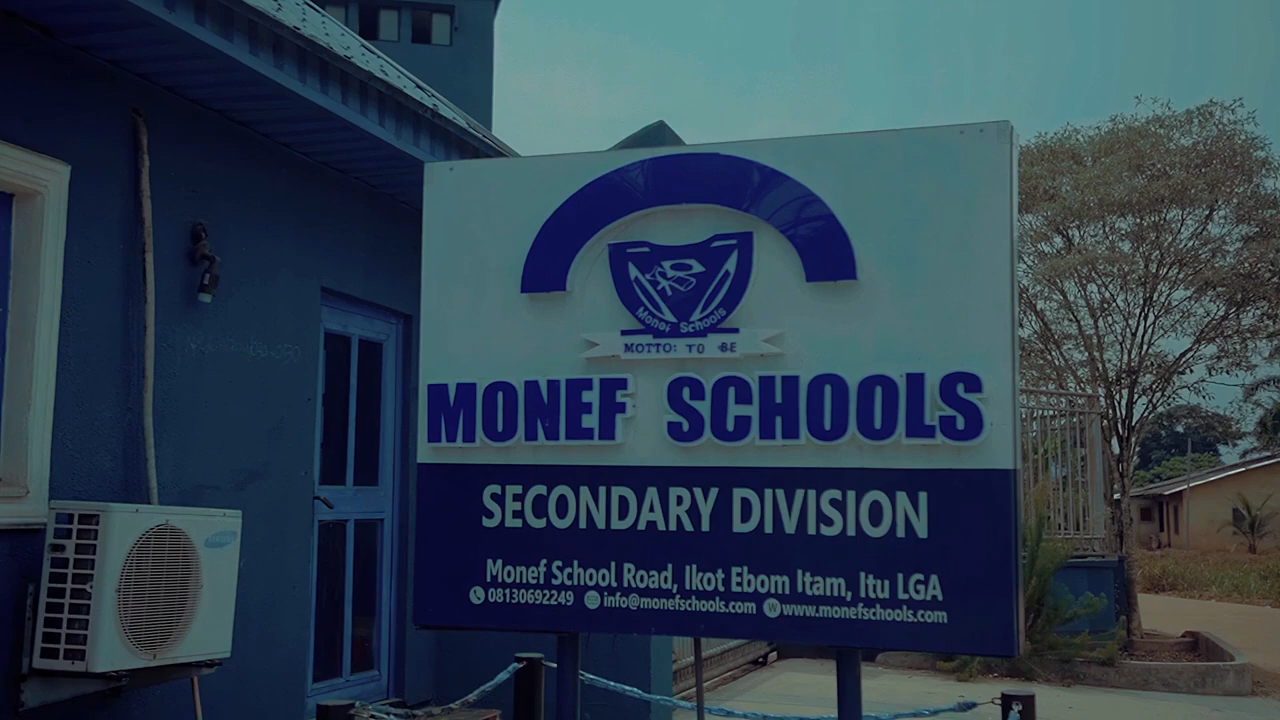 Monef Schools
MOTTO: TO BE
MONEF SCHOOLS
SECONDARY DIVISION
Monef School Road, Ikot Ebom Itam, Itu LGA
08130692249 info@monefschools.com W www.monefschools.com
SAMSUNG